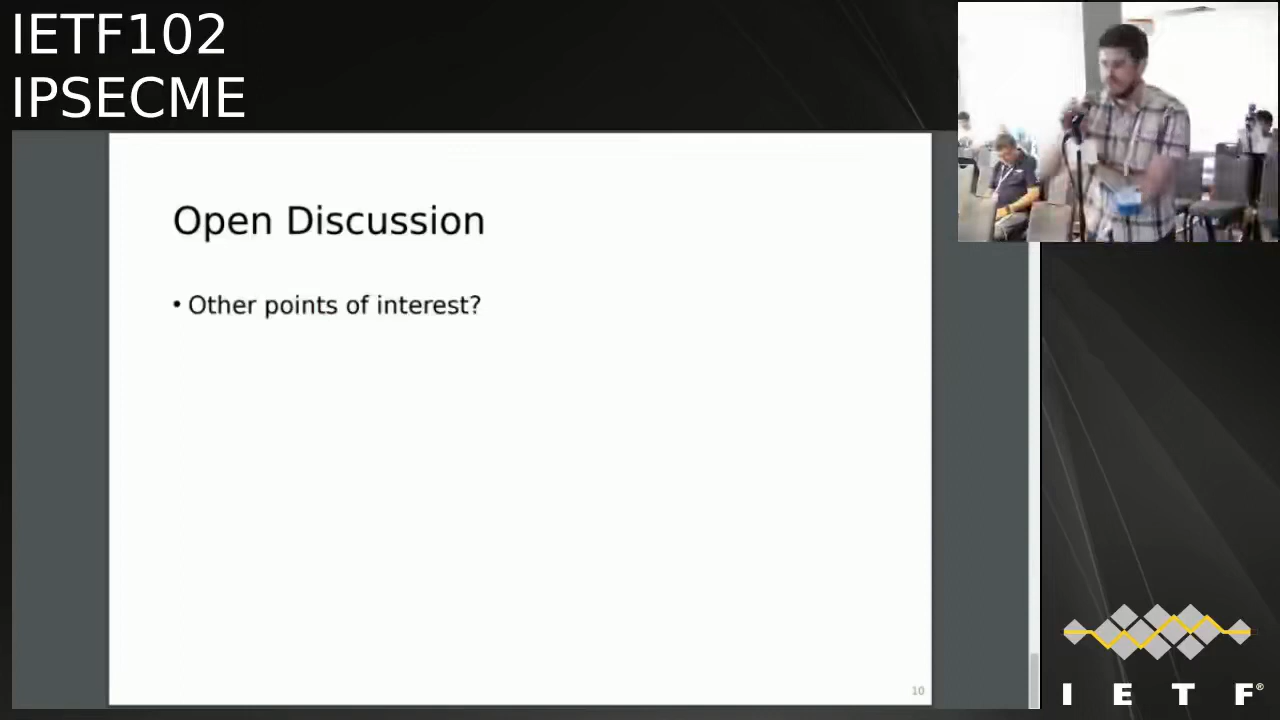 IETF102
IPSECME
Open Discussion
• Other points of interest?
10
I E T F®